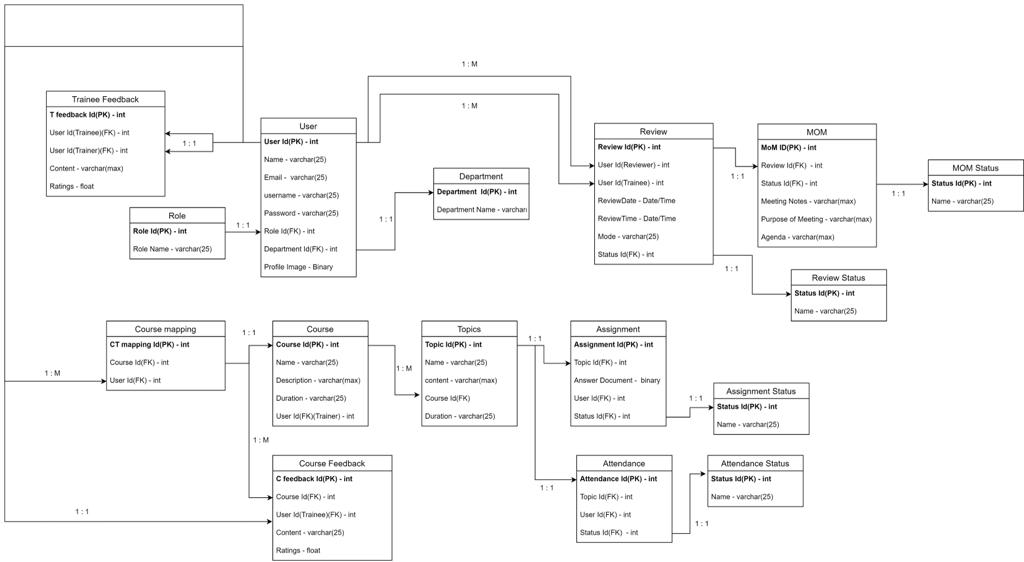 1 : M
1 : M
Trainee Feedback
T feedback Id(PK) - int
User Id(Trainee)(FK) - int
User Id(Trainer)(FK) - int
Content - varchar(max)
Ratings - float
1 : 1
User
User Id(PK) - int
Name - varchar(25)
Email -  varchar(25)
username - varchar(25)
Password - varchar(25)
Role Id(FK) - int
Department Id(FK) - int
Profile Image - Binary
Role
Role Id(PK) - int
Role Name - varchar(25)
1 : 1
Department
Department  Id(PK) - int
Department Name - varchar
1 : 1
Review
Review Id(PK) - int
User Id(Reviewer) - int
User Id(Trainee) - int
ReviewDate - Date/Time
ReviewTime - Date/Time
Mode - varchar(25)
Status Id(FK) - int
1 : 1
MOM
MoM ID(PK) - int
Review Id(FK)  - int
Status Id(FK) - int
Meeting Notes - varchar(max)
Purpose of Meeting - varchar(max)
Agenda - varchar(max)
1 : 1
MOM Status
Status Id(PK) - int
Name - varchar(25)
1 : 1
Review Status
Status Id(PK) - int
Name - varchar(25)
1 : M
Course mapping
CT mapping Id(PK) - int
Course Id(FK) - int
User Id(FK) - int
1 : 1
Course
Course Id(PK) - int
Name - varchar(25)
Description - varchar(max)
Duration - varchar(25)
User Id(FK)(Trainer) - int
1 : M
Topics
Topic Id(PK) - int
Name - varchar(25)
content - varchar(max)
Course Id(FK)
Duration - varchar(25)
1 : 1
Assignment
Assignment Id(PK) - int
Topic Id(FK) - int
Answer Document -  binary
User Id(FK) - int
Status Id(FK) - int
1 : 1
Assignment Status
Status Id(PK) - int
Name - varchar(25)
1 : M
Course Feedback
C feedback Id(PK) - int
Course Id(FK) - int
User Id(Trainee)(FK) - int
Content - varchar(25)
Ratings - float
1 : 1
1 : 1
Attendance
Attendance Id(PK) - int
Topic Id(FK) - int
User Id(FK) - int
Status Id(FK)  - int
1 : 1
Attendance Status
Status Id(PK) - int
Name - varchar(25)